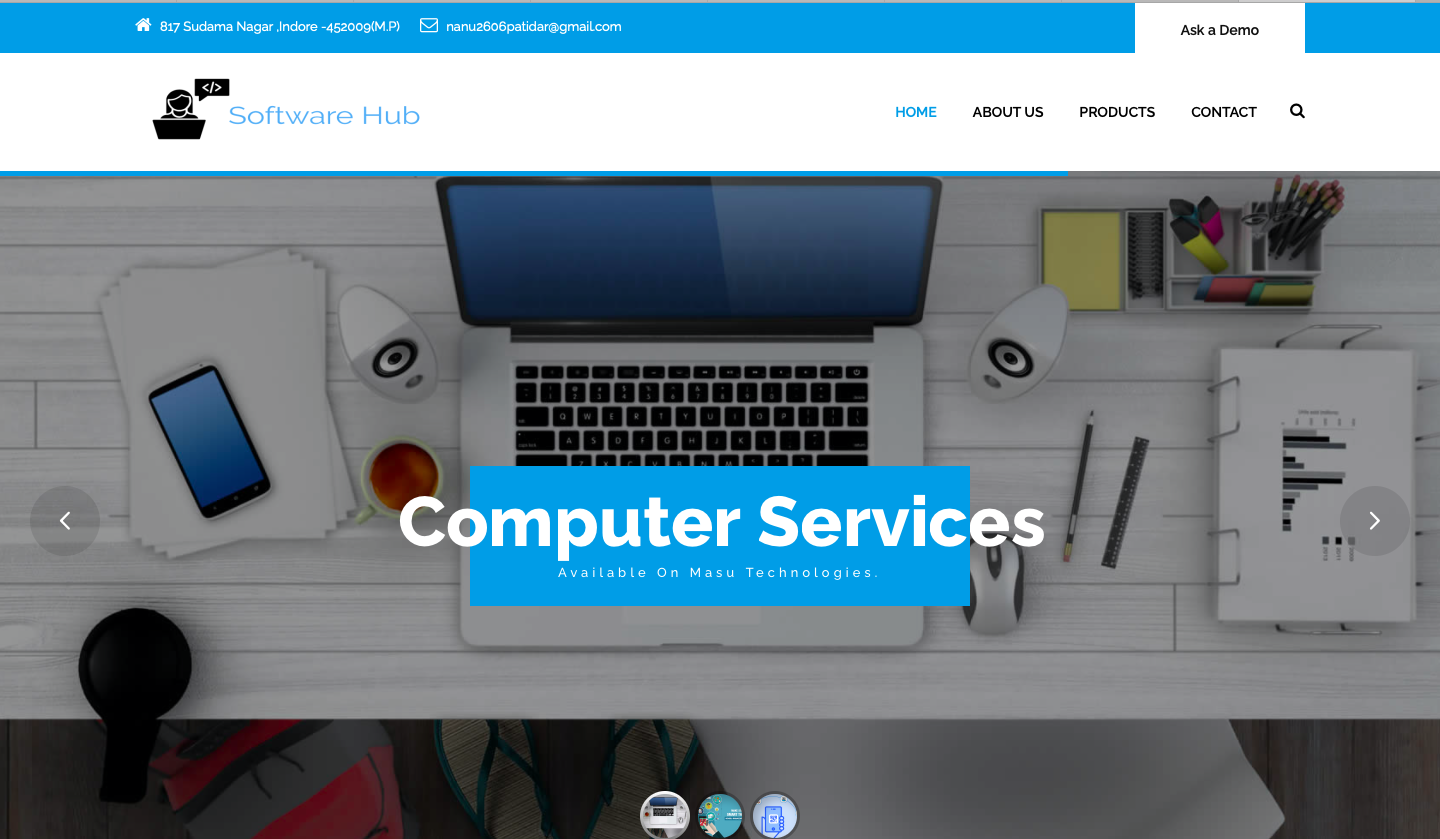 817 Sudama Nagar ,Indore -452009(M.P) nanu2606patidar@gmail.com Ask a Demo
</>
Software Hub
HOME ABOUT US PRODUCTS CONTACT
Computer Services
Available On Masu Technologies.